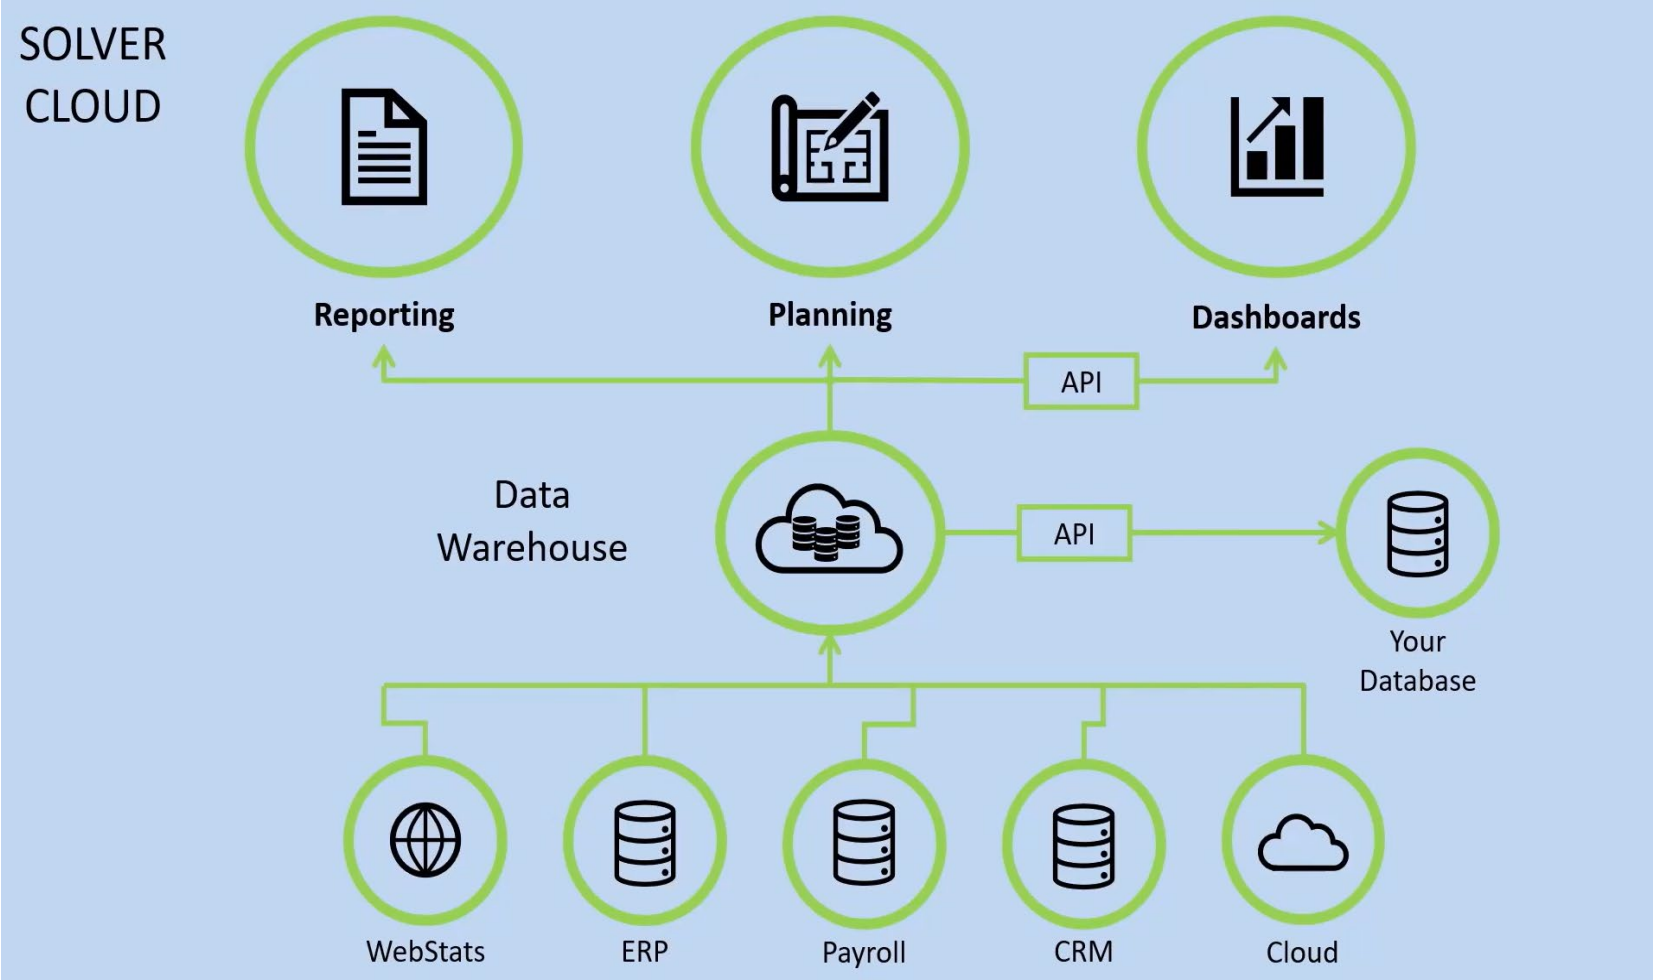 SOLVER
CLOUD
Reporting
Planning
Dashboards
API
Data
Warehouse
API
Your
Database
WebStats
ERP
Payroll
CRM
Cloud